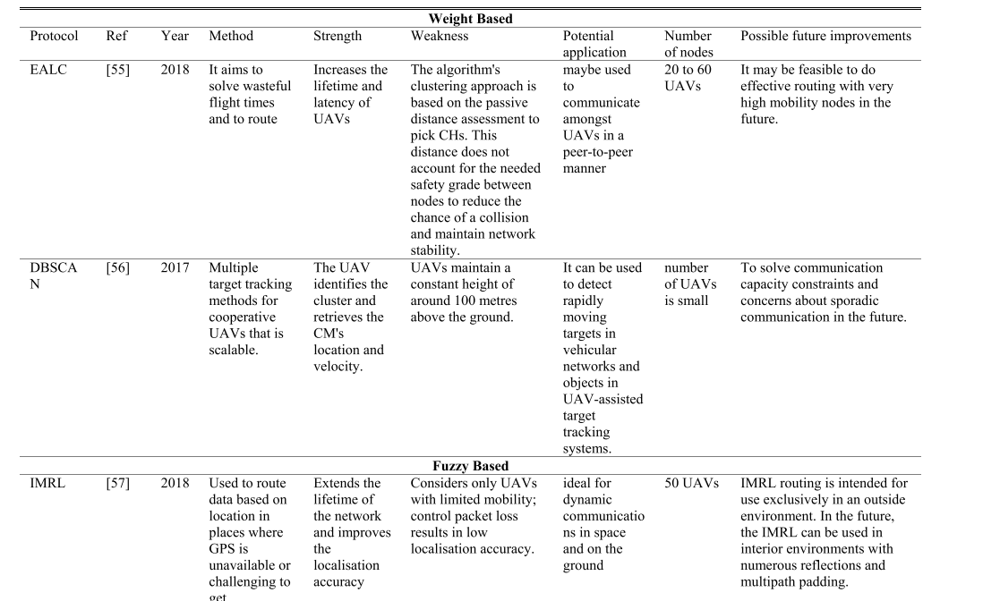 Weight Based
Protocol Ref Year Method Strength Weakness Potential application Number of nodes Possible future improvements
EALC [55] 2018
It aims to
solve wasteful
flight times
and to route
Increases the
lifetime and
latency of
UAVs
The algorithm's
clustering approach is
based on the passive
distance assessment to
pick CHs. This
distance does not
account for the needed
safety grade between
nodes to reduce the
chance of a collision
and maintain network
stability.
maybe used
to
communicate
amongst
UAVs in a
peer-to-peer
manner
20 to 60
UAVs
It may be feasible to do
effective routing with very
high mobility nodes in the
future.
DBSCA
N
[56] 2017
Multiple
target tracking
methods for
cooperative
UAVs that is
scalable.
The UAV
identifies the
cluster and
retrieves the
CM's
location and
velocity.
UAVs maintain a
constant height of
around 100 metres
above the ground.
It can be used
to detect
rapidly
moving
targets in
vehicular
networks and
objects in
UAV-assisted
target
tracking
systems.
number
of UAVs
is small
To solve communication
capacity constraints and
concerns about sporadic
communication in the future.
Fuzzy Based
IMRL [57] 2018
Used to route
data based on
location in
places where
GPS is
unavailable or
challenging to
get
Extends the
lifetime of
the network
and improves
the
localisation
accuracy
Considers only UAVs
with limited mobility;
control packet loss
results in low
localisation accuracy.
ideal for
dynamic
communicatio
ns in space
and on the
ground
50 UAVs
IMRL routing is intended for
use exclusively in an outside
environment. In the future,
the IMRL can be used in
interior environments with
numerous reflections and
multipath padding.